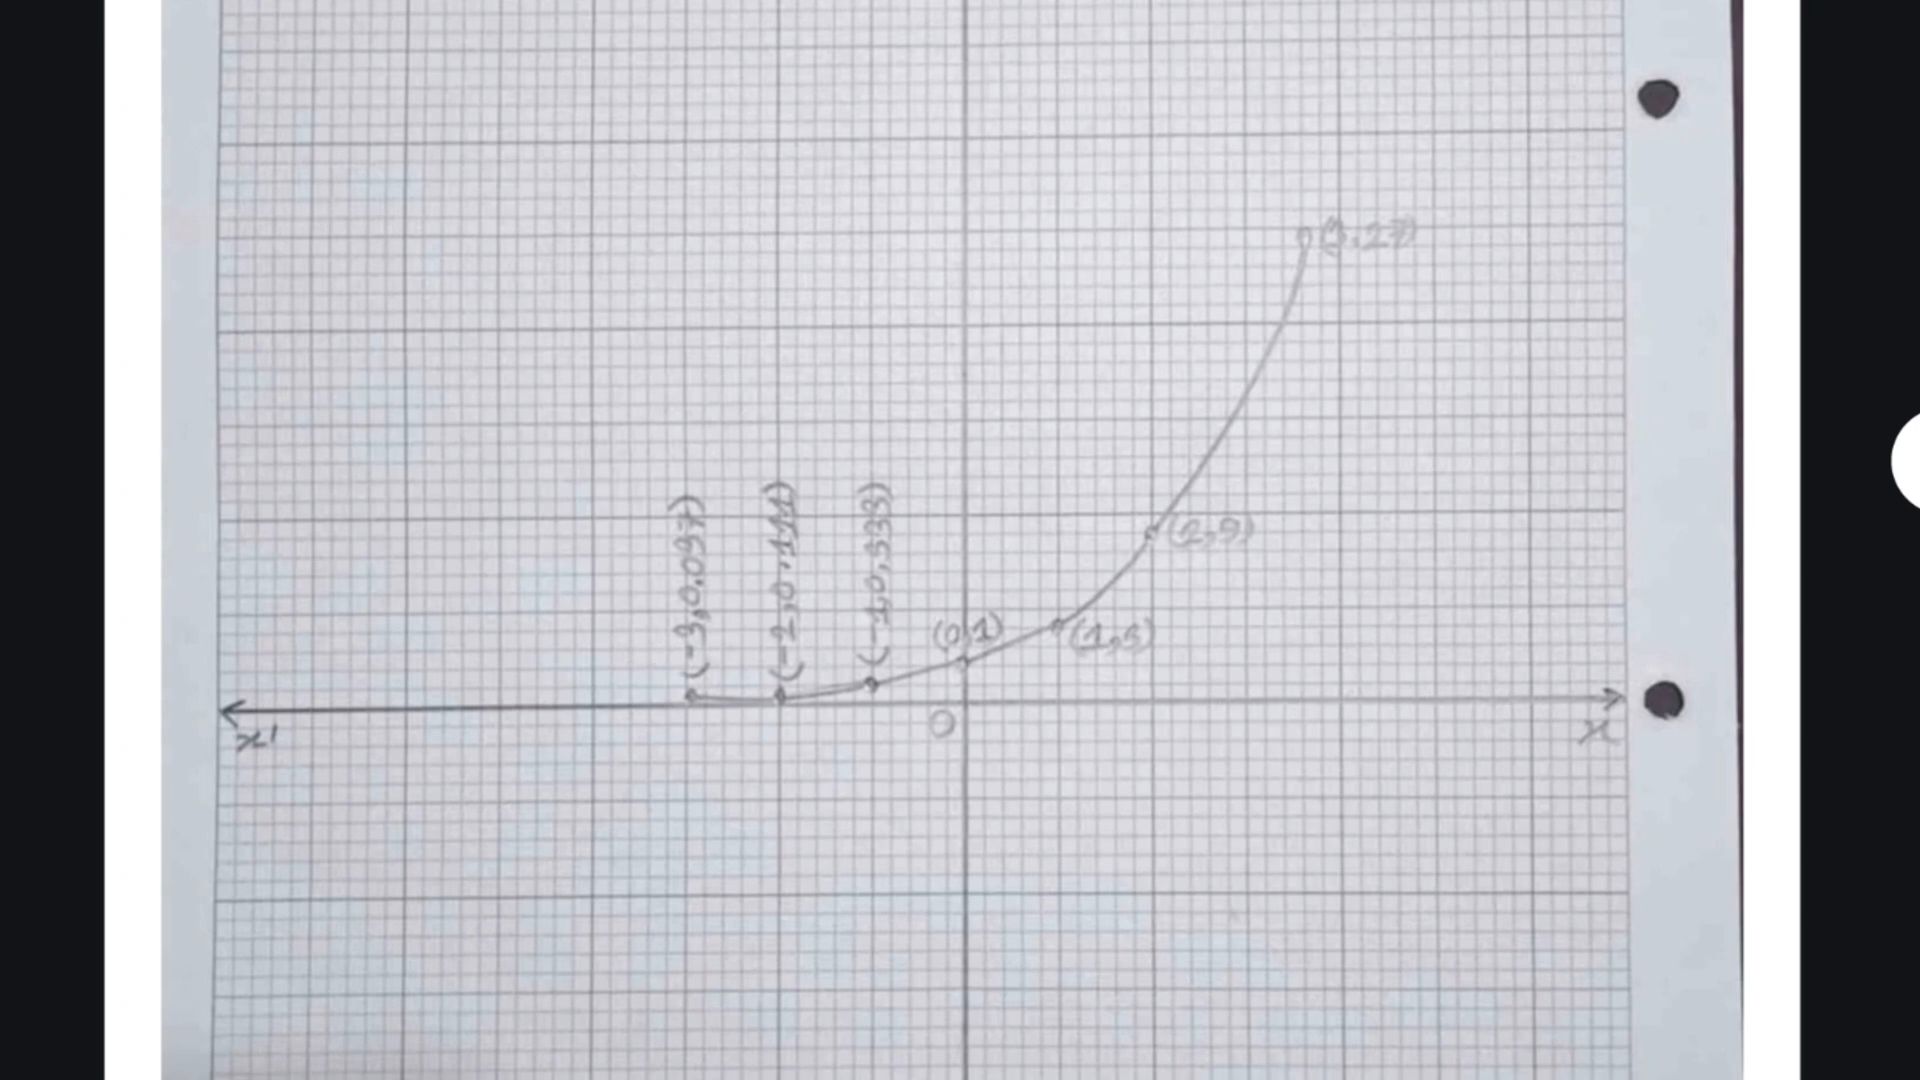 (3,27)
(2,9)
(-3,0.037)
(-2,0.111)
(-1,0.333)
(0,1)
(1,3)
X'
O
X